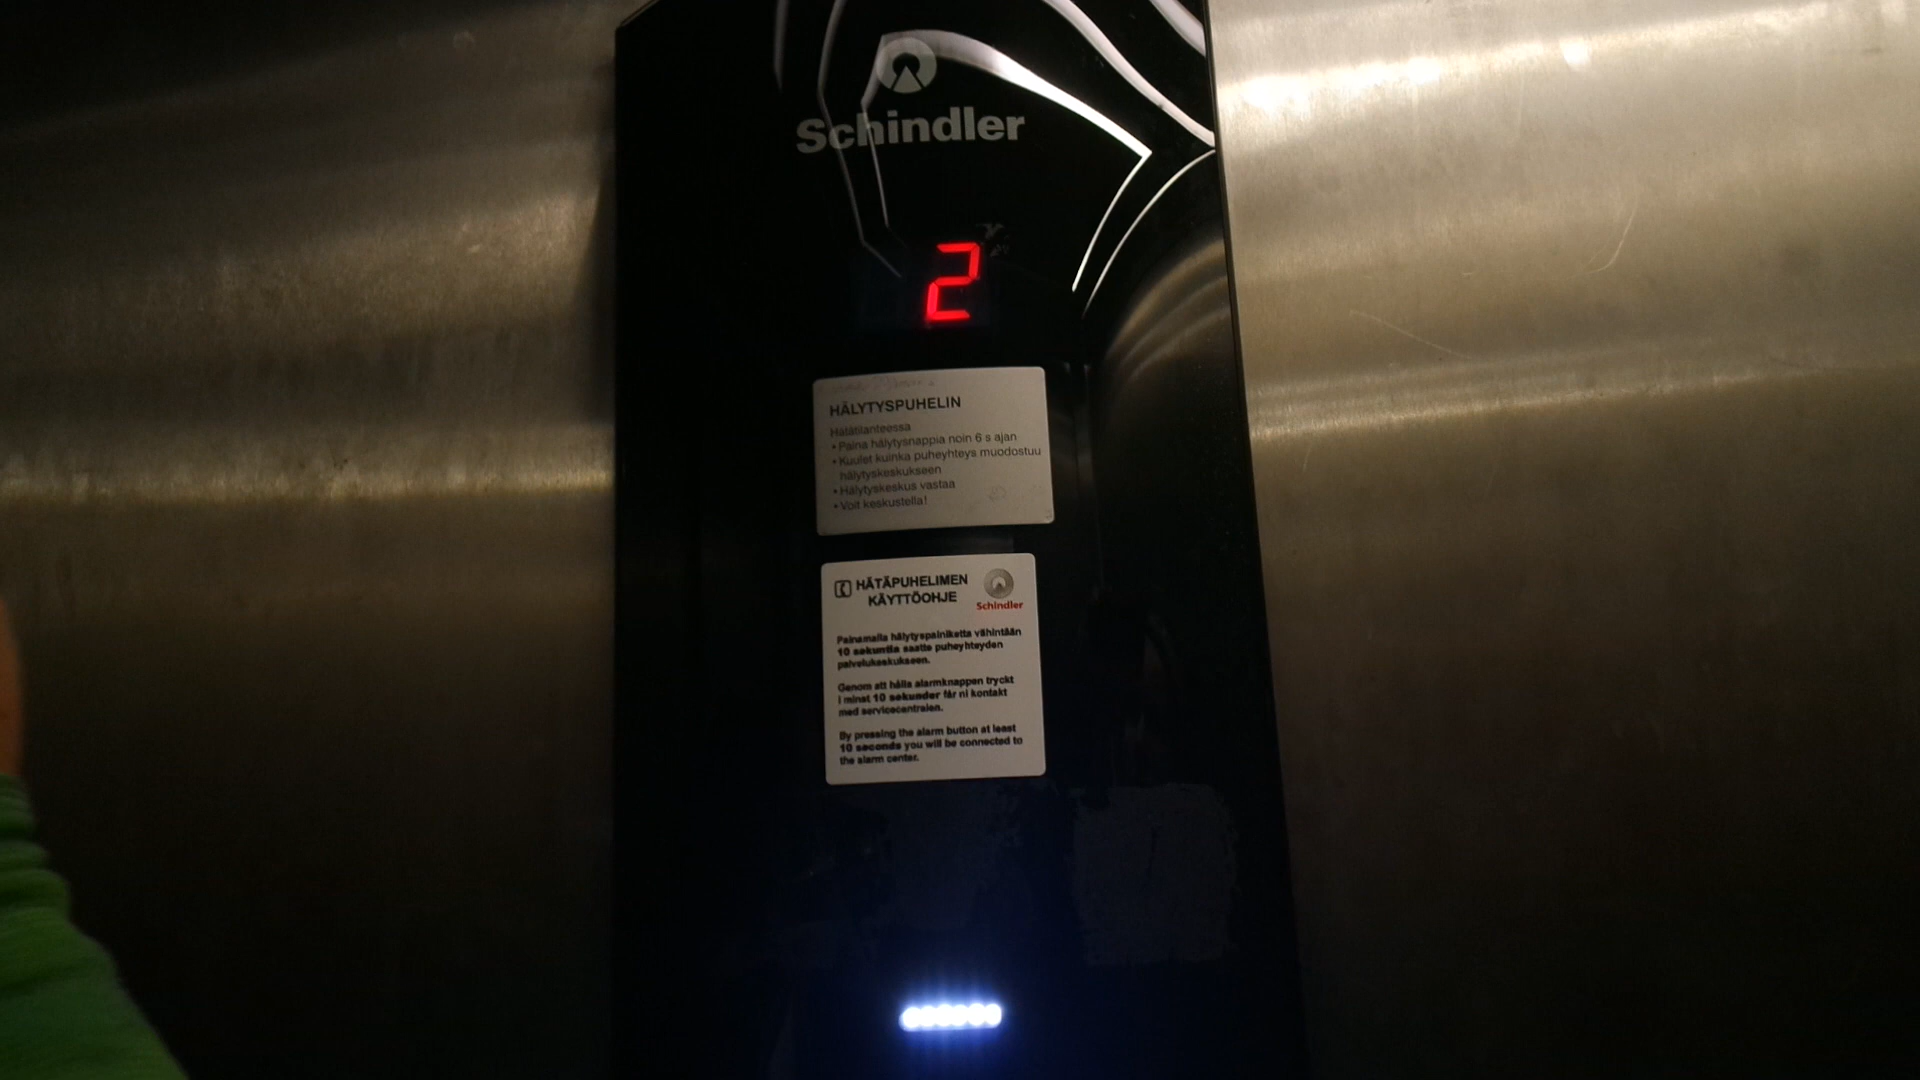 Schindler
2
HÄLYTYSPUHELIN
Hätätilanteessa
• Paina hälytysnappia noin 6 s ajan
• Kuulet kuinka puheyhteys muodostuu
hälytyskeskukseen
• Hälytyskeskus vastaa
• Voit keskustella!
HÄTÄPUHELIMEN
KÄYTTÖOHJE
Schindler
Painamalla hälytyspainiketta vähintään
10 sekuntia saatte puheyhteyden
palvelukeskukseen.
Genom att hålla alarmknappen tryckt
i minst 10 sekunder får ni kontakt
med servicecentralen.
By pressing the alarm button at least
10 seconds you will be connected to
the alarm center.